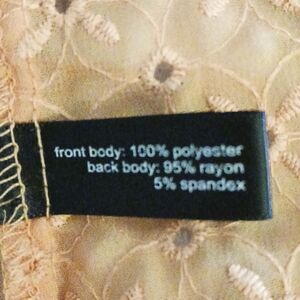 front body: 100% polyester
back body: 95% rayon
5% spandex